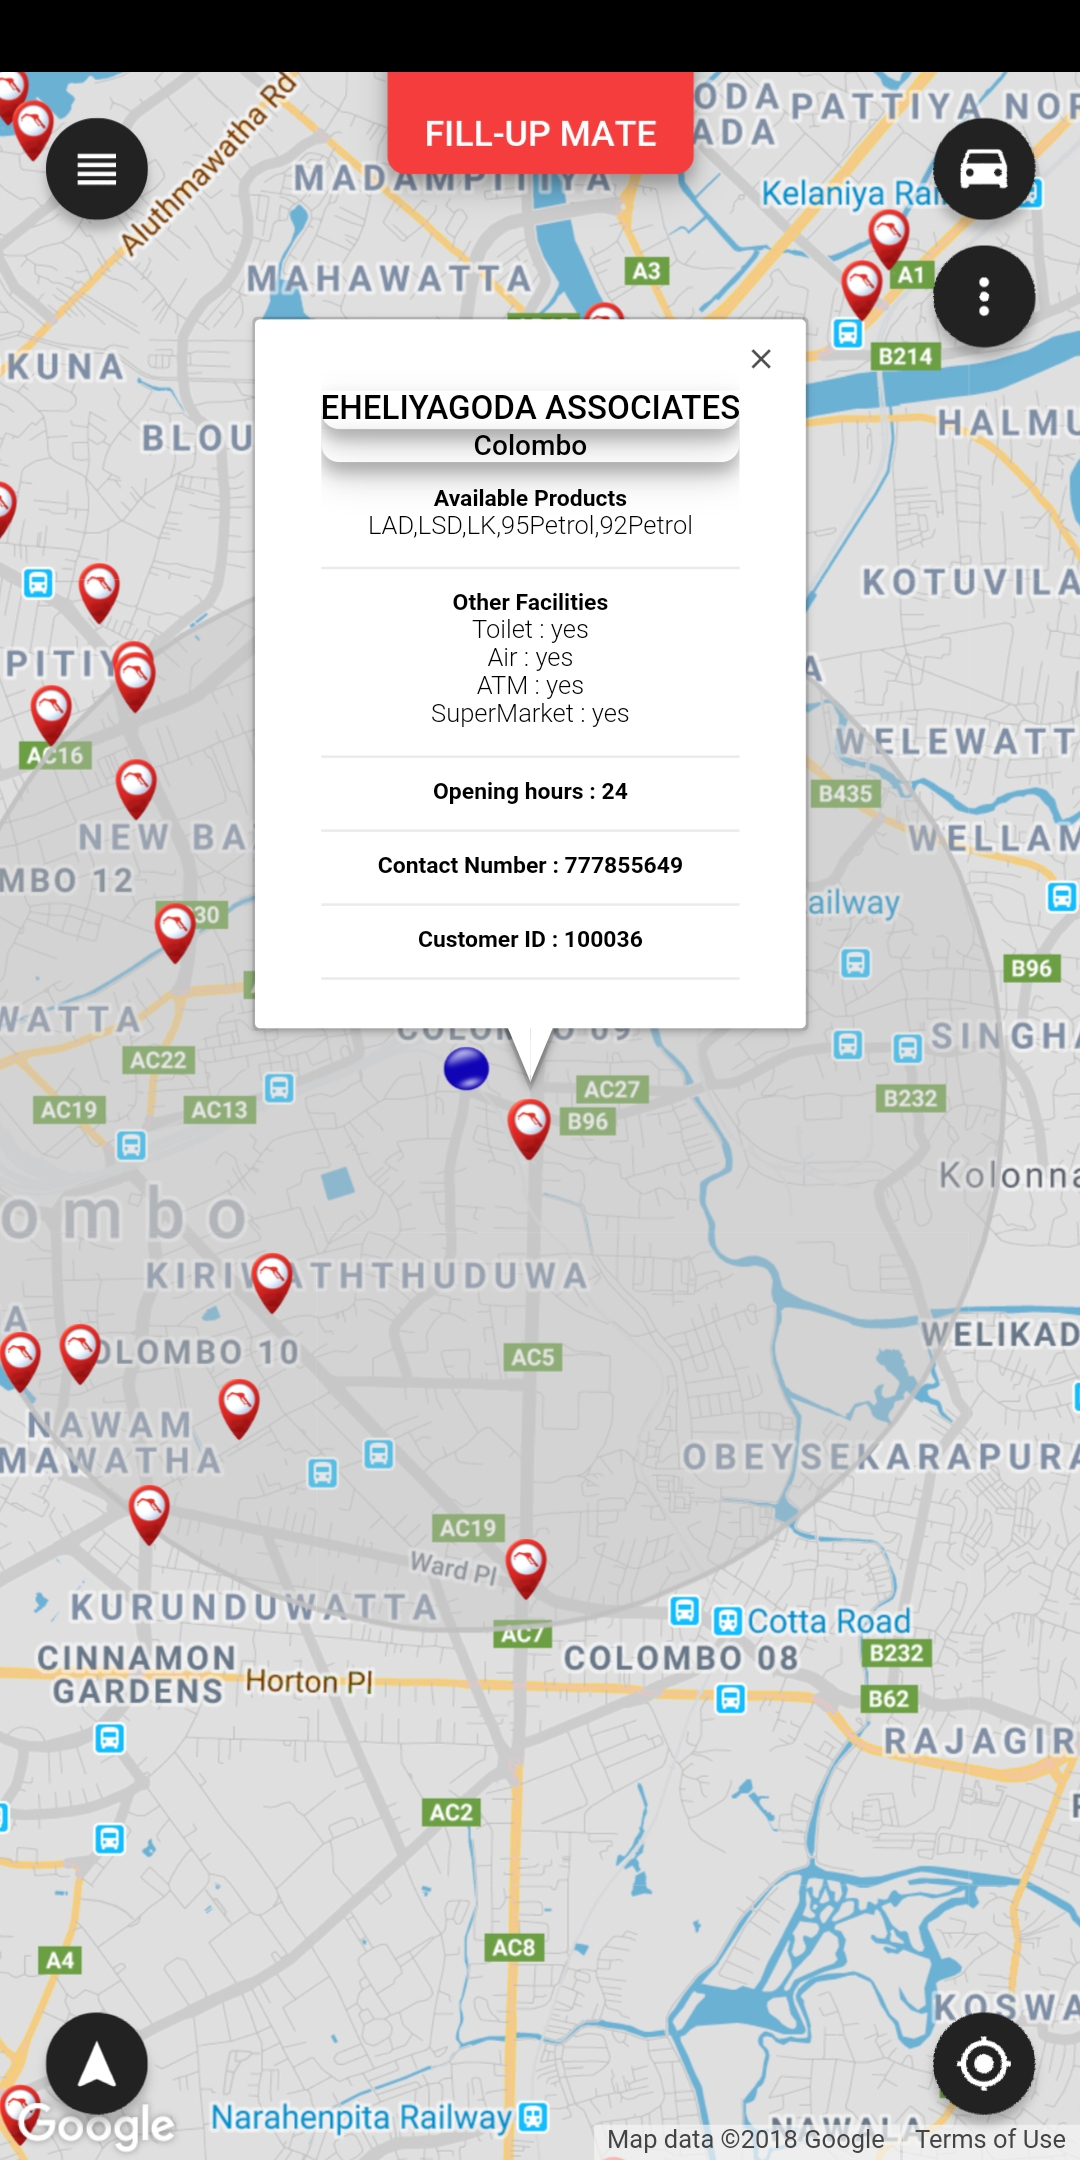 Aluthmawatha Rd
FILL-UP MATE
ODA
PATTIYA NOR
ADA
MADAMPITIYA
Kelaniya Rai
MAHAWATTA
A3
A1
B214
KUNA
BLOU
HALMU
EHELIYAGODA ASSOCIATES
Colombo
Available Products
LAD,LSD,LK,95Petrol,92Petrol
KOTUVILA
Other Facilities
Toilet : yes
Air : yes
ATM : yes
SuperMarket : yes
PITIY
A
AC16
WELEWATT
Opening hours : 24
B435
NEW BA
WELLAM
MBO 12
Contact Number : 777855649
ailway
30
Customer ID : 100036
B96
WATTA
COLOMBO 09
SINGHA
AC22
AC27
B232
AC19
AC13
B96
Kolonna
ombo
KIRIWATHTHUDUWA
A
WELIKAD
OLOMBO 10
AC5
NAWAM
MAWATHA
OBEYSEKARAPURA
AC19
Ward Pl
KURUNDUWATTA
AC7
Cotta Road
CINNAMON
GARDENS
Horton Pl
COLOMBO 08
B232
B62
RAJAGIR
AC2
AC8
A4
KOSWA
Google
Narahenpita Railway
NAWALA
Map data ©2018 Google
Terms of Use